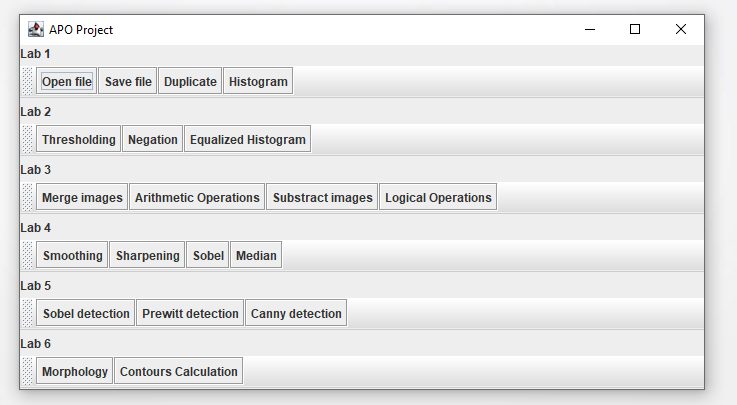 APO Project
Lab 1
Open file Save file Duplicate Histogram
Lab 2
Thresholding Negation Equalized Histogram
Lab 3
Merge images Arithmetic Operations Substract images Logical Operations
Lab 4
Smoothing Sharpening Sobel Median
Lab 5
Sobel detection Prewitt detection Canny detection
Lab 6
Morphology Contours Calculation